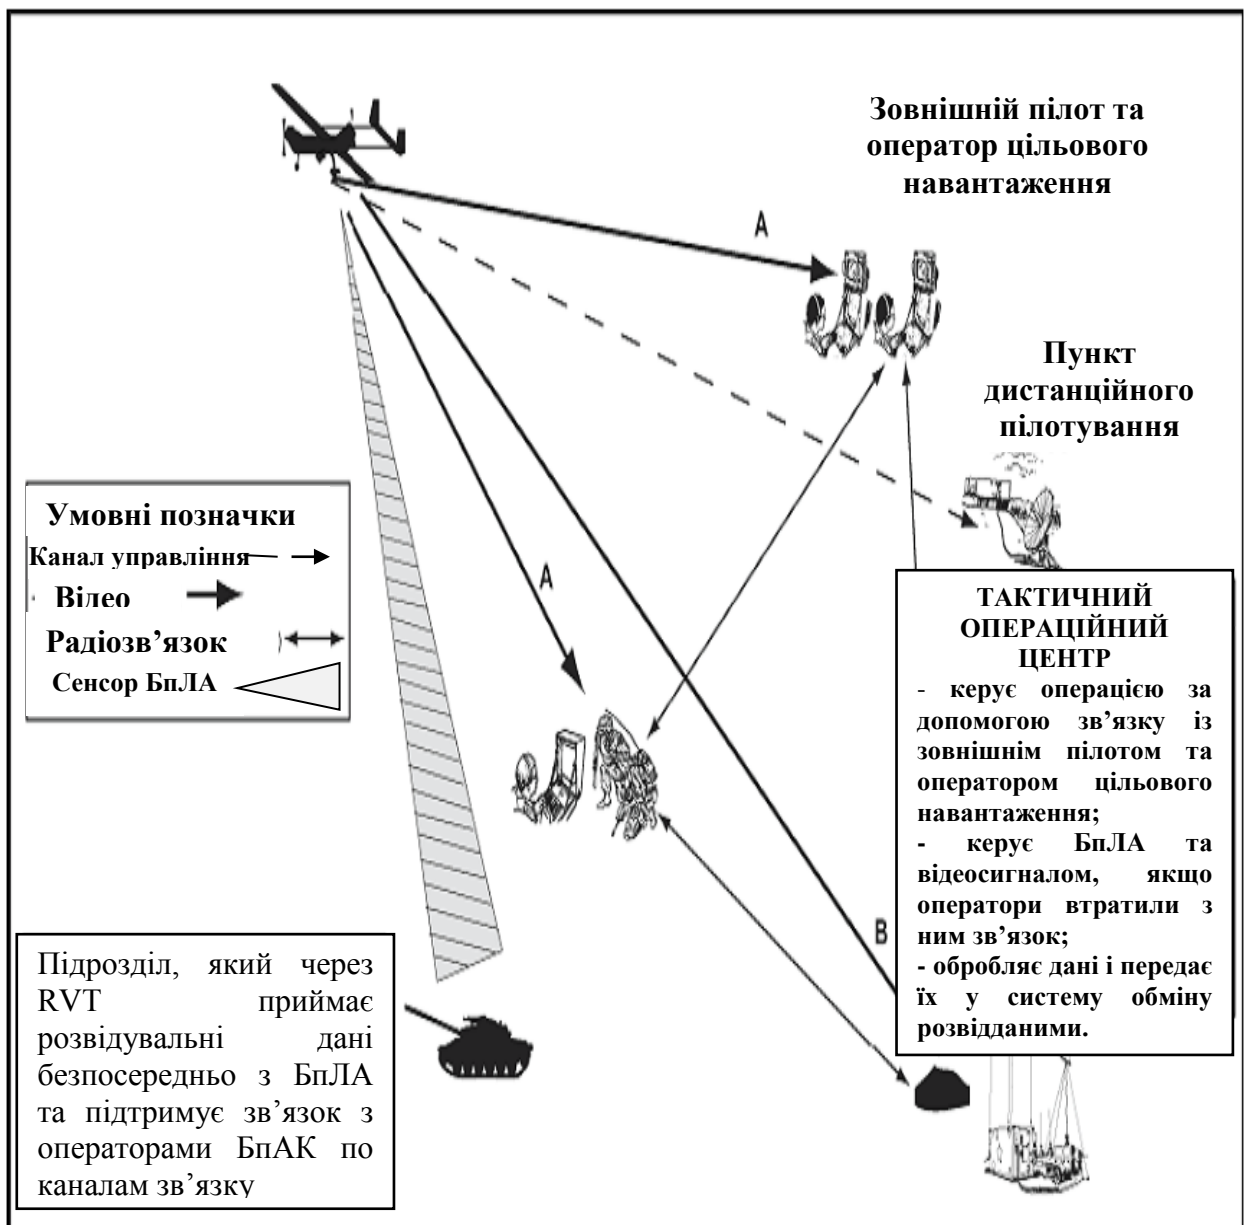 Зовнішній пілот та
оператор цільового
навантаження
A
Пункт
дистанційного
пілотування
Умовні позначки
Канал управління
Відео
Радіозв’язок
Сенсор БпЛА
A
ТАКТИЧНИЙ
ОПЕРАЦІЙНИЙ
ЦЕНТР
- керує операцією за
допомогою зв’язку із
зовнішнім пілотом та
оператором цільового
навантаження;
- керує БпЛА та
відеосигналом, якщо
оператори втратили з
ним зв’язок;
- обробляє дані і передає
їх у систему обміну
розвідданими.
B
Підрозділ, який через
RVT приймає
розвідувальні дані
безпосередньо з БпЛА
та підтримує зв’язок з
операторами БпАК по
каналам зв’язку